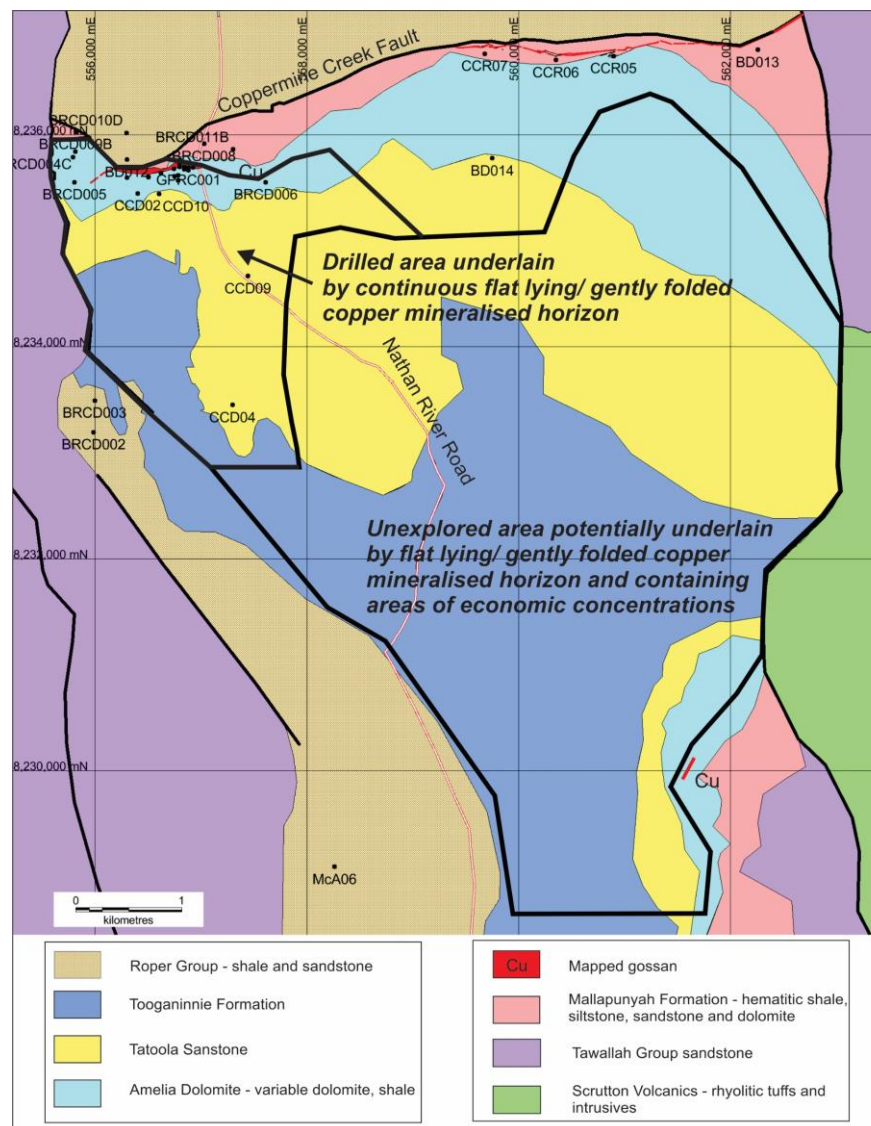 556,000 mE
558,000 mE
560,000 mE
562,000 mE
Coppermine Creek Fault
CCR07
CCR06
CCR05
BD013
BRCD010D
8,236,000 mN
BRCD009B
BRCD011B
BRCD004C
BRCD008
Cu
BD012
GPRC001
BRCD005
BRCD006
CCD02
CCD10
BD014
CCD09
Drilled area underlain
by continuous flat lying/ gently folded
copper mineralised horizon
8,234,000 mN
Nathan River Road
BRCD003
CCD04
BRCD002
Unexplored area potentially underlain
by flat lying/ gently folded copper
mineralised horizon and containing
areas of economic concentrations
8,232,000 mN
8,230,000 mN
Cu
McA06
0 1
kilometres
Roper Group - shale and sandstone
Tooganinnie Formation
Tatoola Sanstone
Amelia Dolomite - variable dolomite, shale
Cu Mapped gossan
Mallapunyah Formation - hematitic shale,
siltstone, sandstone and dolomite
Tawallah Group sandstone
Scrutton Volcanics - rhyolitic tuffs and
intrusives